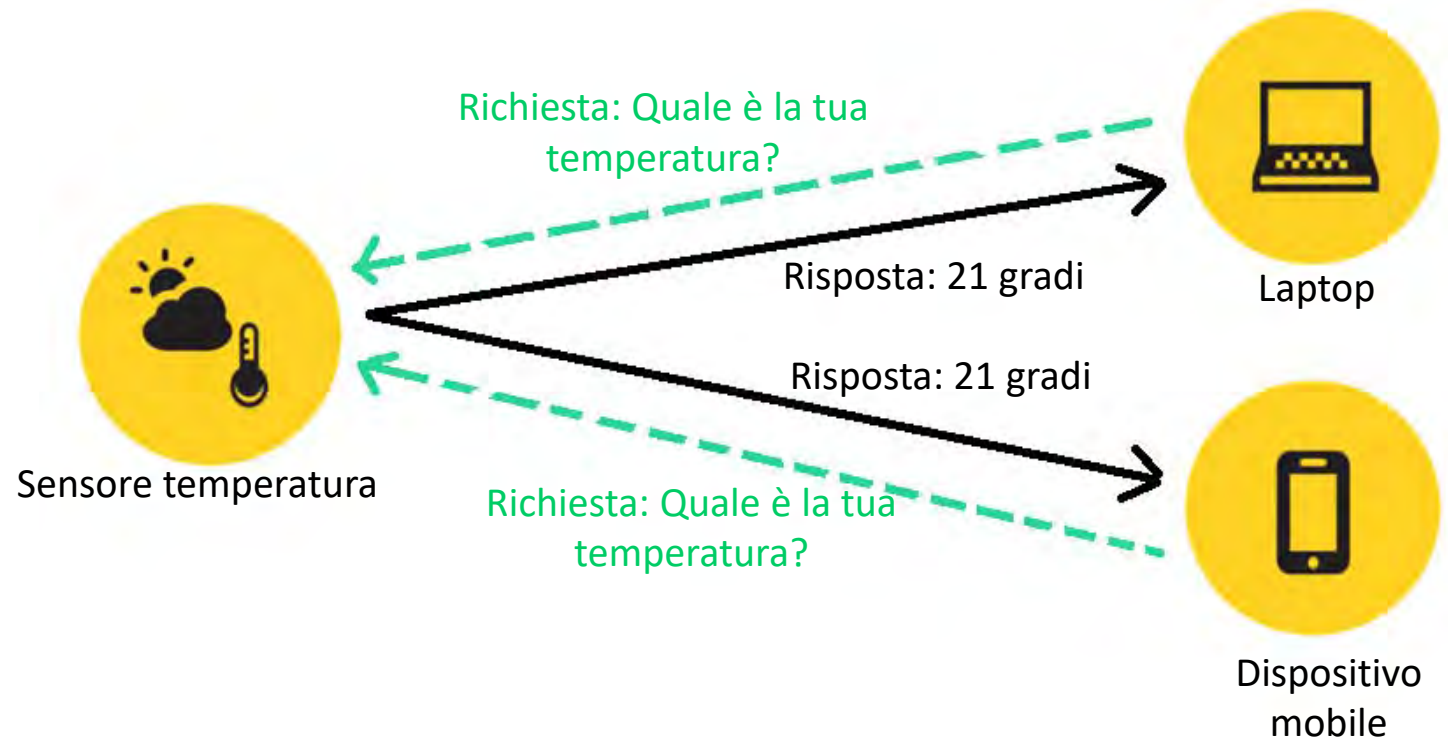 Richiesta: Quale è la tua
temperatura?
Risposta: 21 gradi
Laptop
Risposta: 21 gradi
Sensore temperatura
Richiesta: Quale è la tua
temperatura?
Dispositivo
mobile